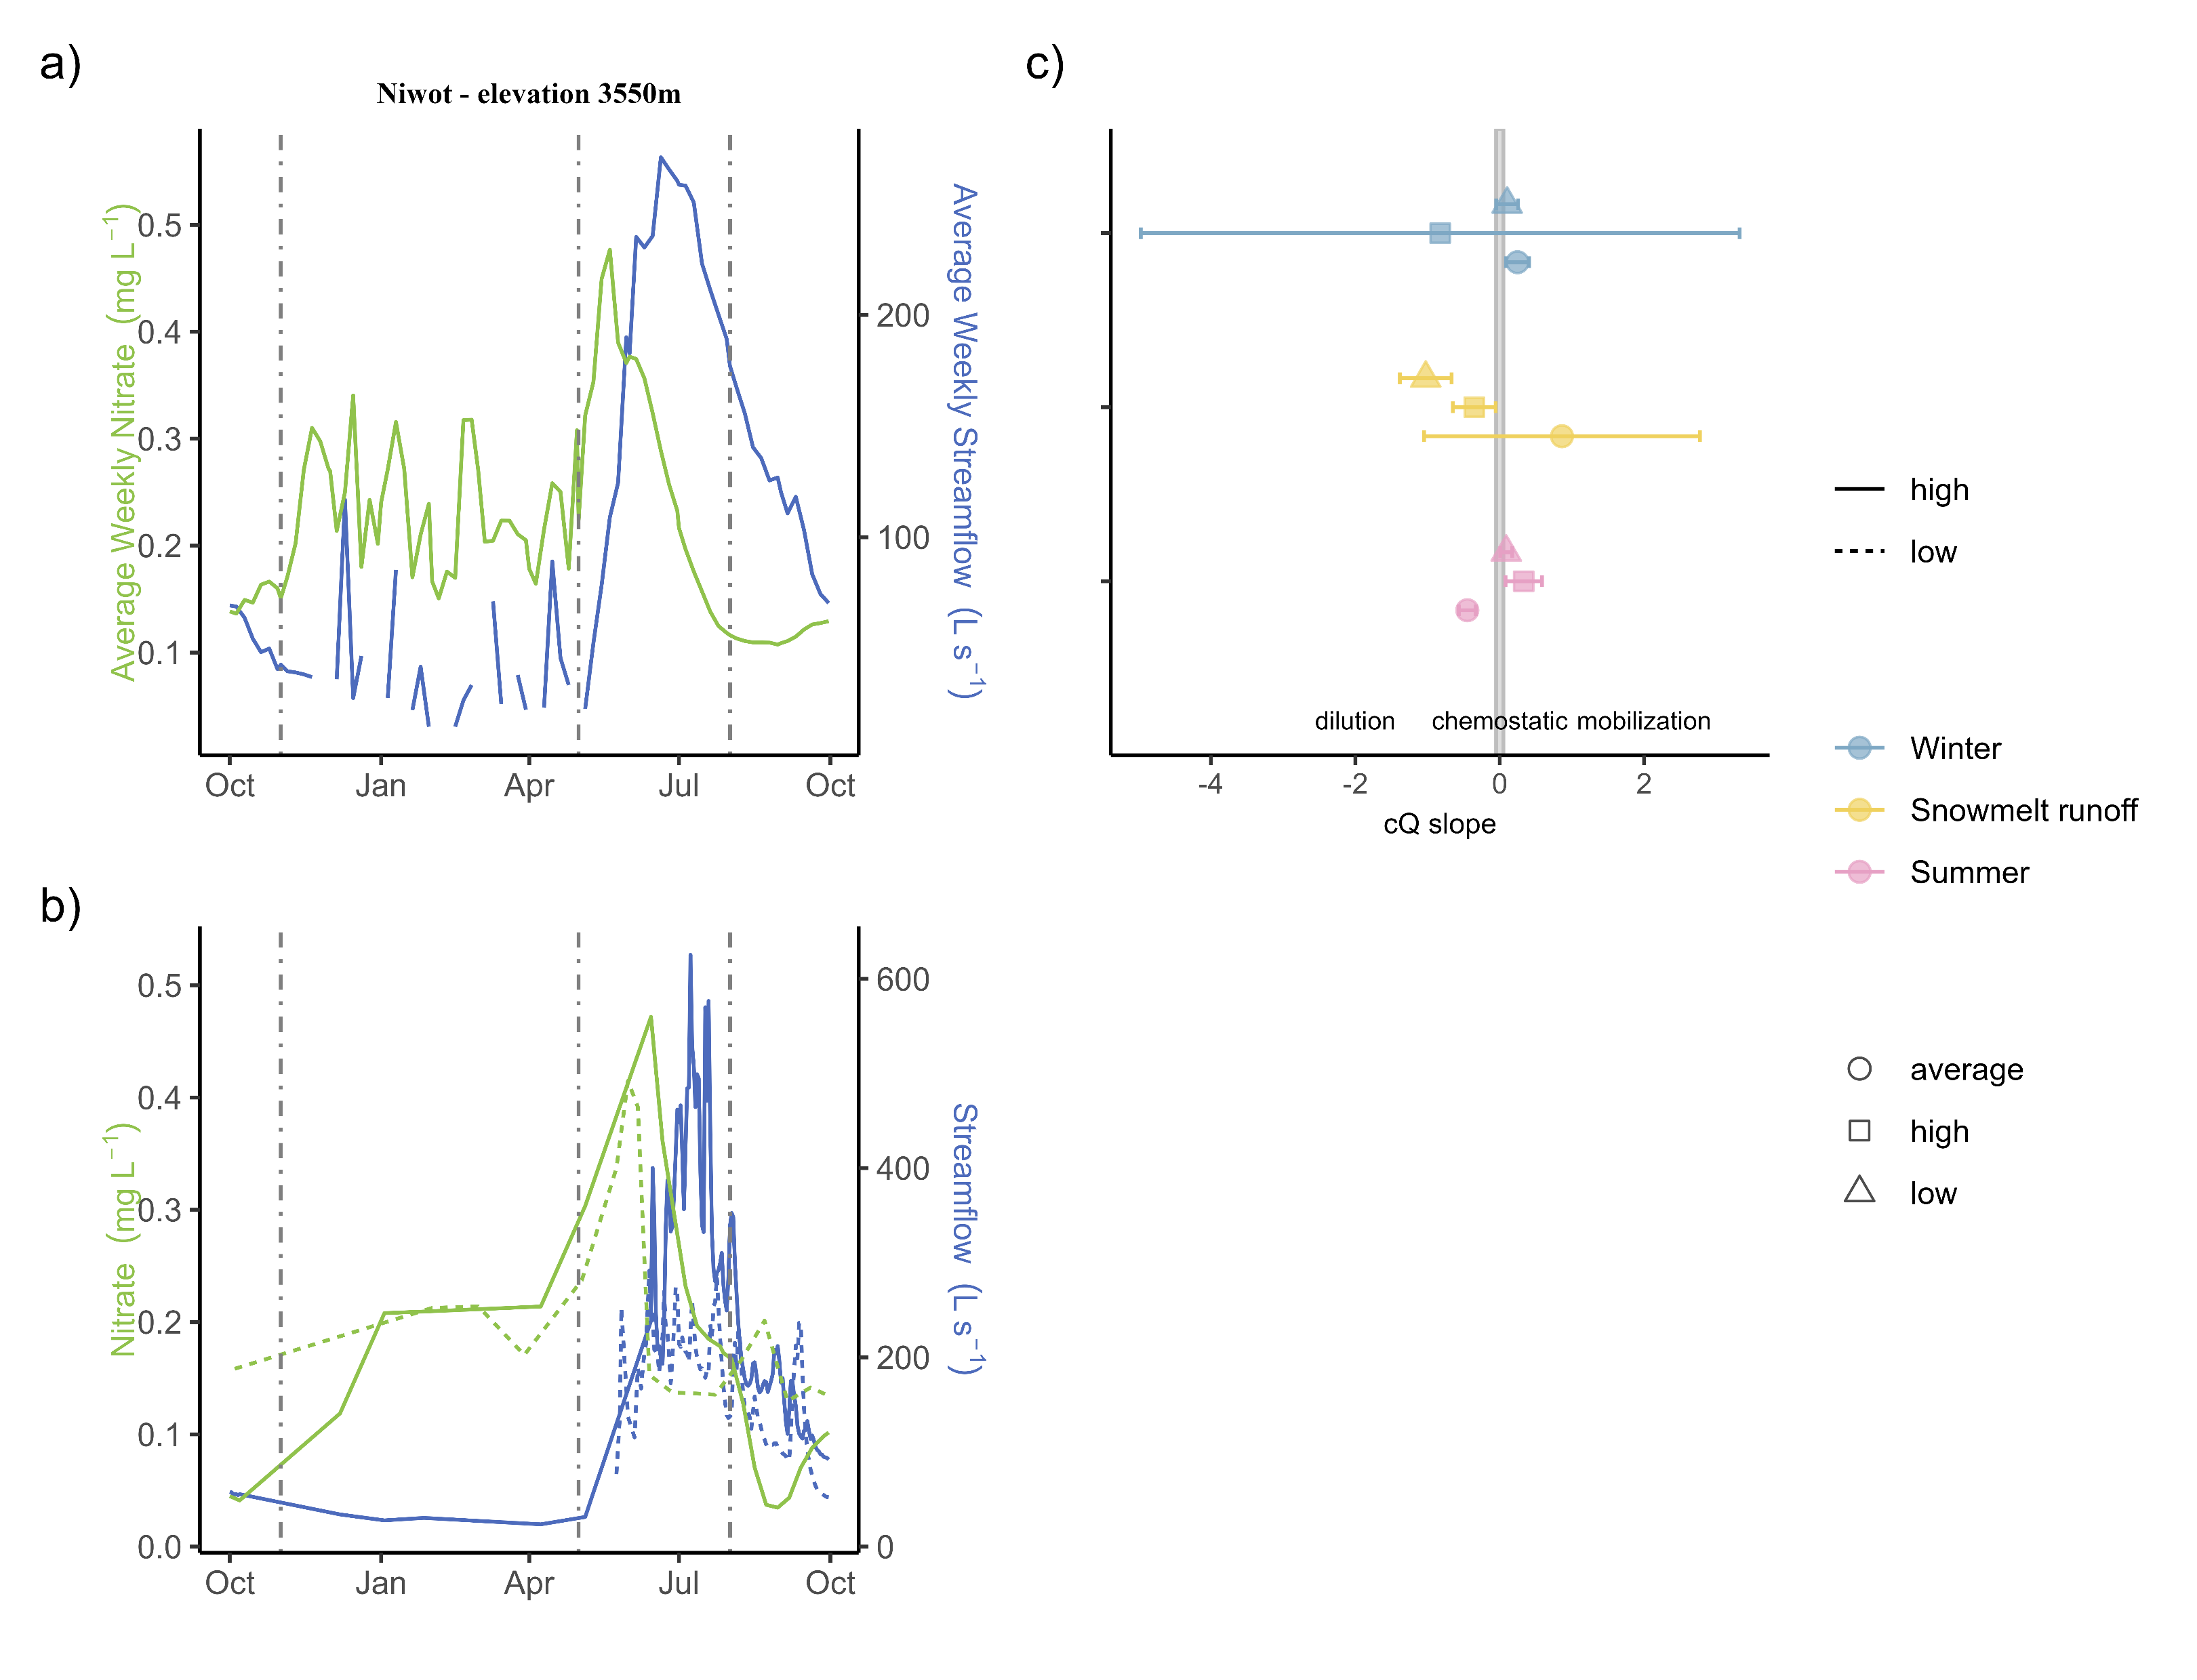 a)
Niwot - elevation 3550m
Average Weekly Nitrate (mg L⁻¹)
0.5
0.4
0.3
0.2
0.1
Average Weekly Streamflow (L s⁻¹)
200
100
Oct Jan Apr Jul Oct
b)
Nitrate (mg L⁻¹)
0.5
0.4
0.3
0.2
0.1
0.0
Streamflow (L s⁻¹)
600
400
200
0
Oct Jan Apr Jul Oct
c)
dilution chemostatic mobilization
-4 -2 0 2
cQ slope
high
low
Winter
Snowmelt runoff
Summer
average
high
low